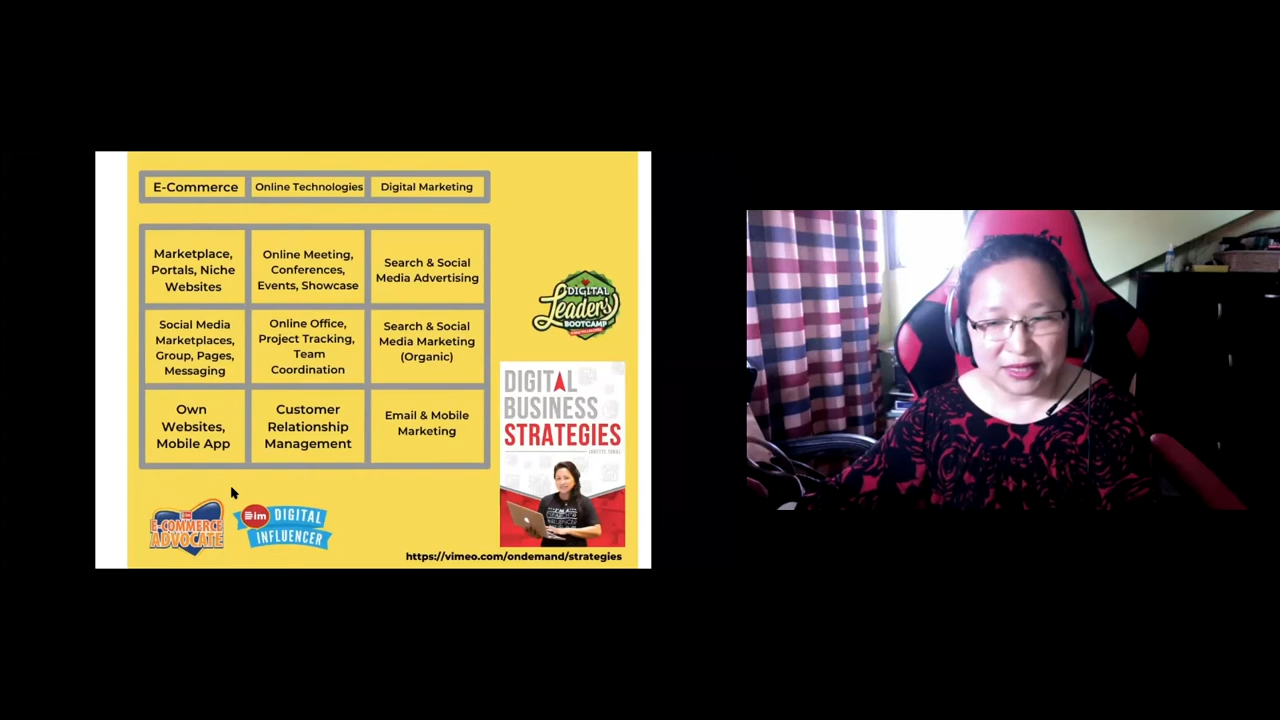 E-Commerce
Online Technologies
Digital Marketing
Marketplace,
Portals, Niche
Websites
Online Meeting,
Conferences,
Events, Showcase
Search & Social
Media Advertising
Social Media
Marketplaces,
Group, Pages,
Messaging
Online Office,
Project Tracking,
Team
Coordination
Search & Social
Media Marketing
(Organic)
Own
Websites,
Mobile App
Customer
Relationship
Management
Email & Mobile
Marketing
DIGITAL
Leaders
BOOTCAMP
DIGITAL
BUSINESS
STRATEGIES
E-COMMERCE
ADVOCATE
im
DIGITAL
INFLUENCER
https://vimeo.com/ondemand/strategies